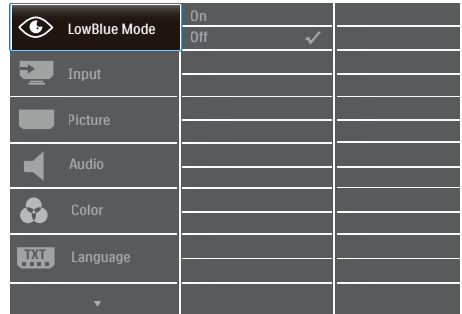 LowBlue Mode
On
Off
Input
Picture
Audio
Color
TXT
Language